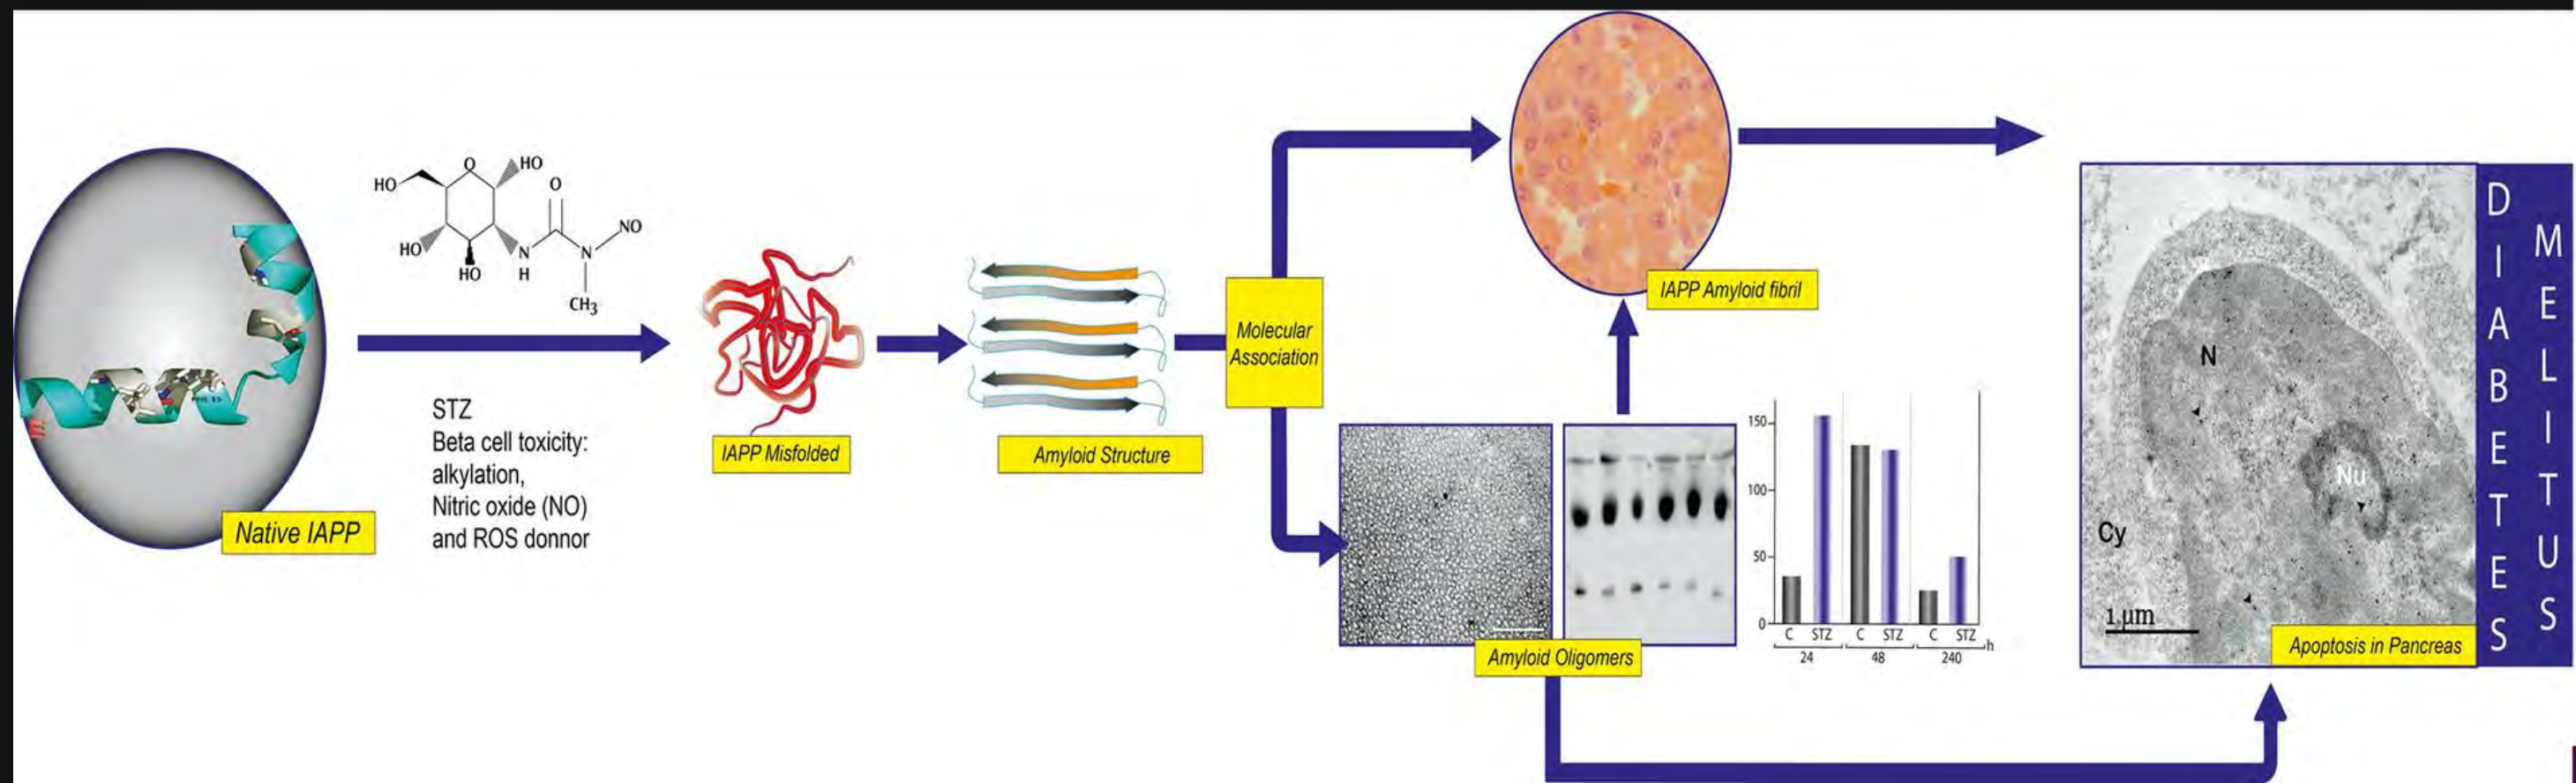 Native IAPP
PHE 15
O
HO
HO
O
NO
HO
HO
N
H
N
CH3
STZ
Beta cell toxicity:
alkylation,
Nitric oxide (NO)
and ROS donnor
IAPP Misfolded
Amyloid Structure
Molecular
Association
IAPP Amyloid fibril
Amyloid Oligomers
150
100
50
0
C STZ C STZ C STZ
24 48 240 h
N
Nu
Cy
1 µm
Apoptosis in Pancreas
DIABETES
MELITUS